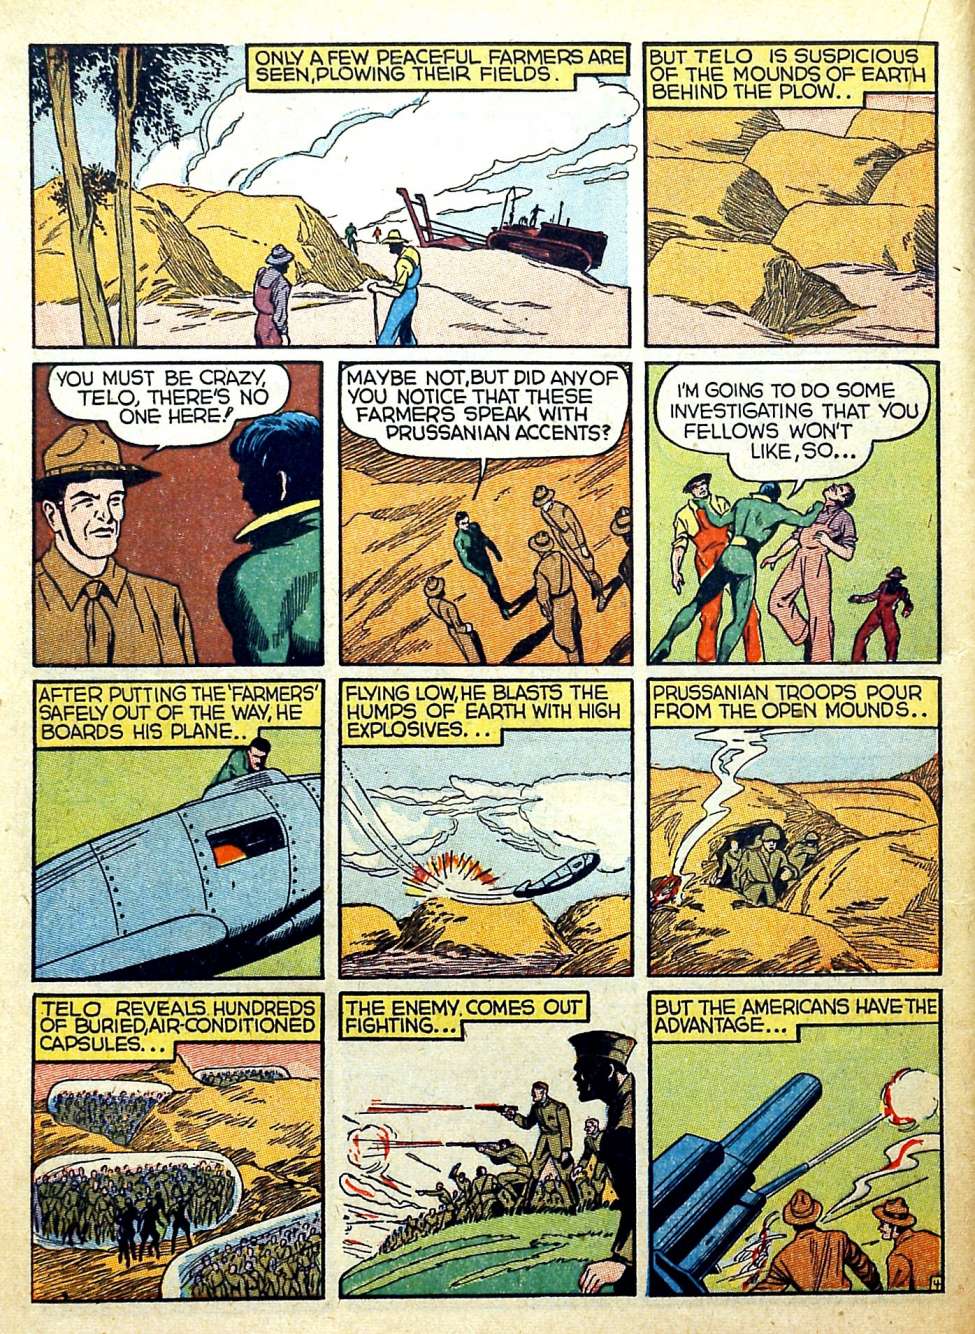 ONLY A FEW PEACEFUL FARMERS ARE
SEEN, PLOWING THEIR FIELDS.
BUT TELO IS SUSPICIOUS
OF THE MOUNDS OF EARTH
BEHIND THE PLOW..
YOU MUST BE CRAZY,
TELO, THERE'S NO
ONE HERE!
MAYBE NOT, BUT DID ANY OF
YOU NOTICE THAT THESE
FARMERS SPEAK WITH
PRUSSANIAN ACCENTS?
I'M GOING TO DO SOME
INVESTIGATING THAT YOU
FELLOWS WON'T
LIKE, SO...
AFTER PUTTING THE 'FARMERS'
SAFELY OUT OF THE WAY, HE
BOARDS HIS PLANE..
FLYING LOW, HE BLASTS THE
HUMPS OF EARTH WITH HIGH
EXPLOSIVES...
PRUSSANIAN TROOPS POUR
FROM THE OPEN MOUNDS..
TELO REVEALS HUNDREDS
OF BURIED, AIR-CONDITIONED
CAPSULES...
THE ENEMY COMES OUT
FIGHTING...
BUT THE AMERICANS HAVE THE
ADVANTAGE...
4